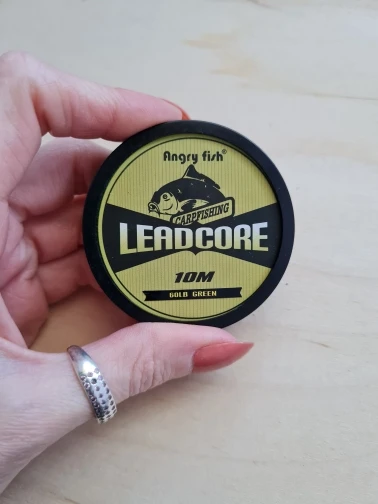 Angry fish®
CARPFISHING
LEADCORE
10M
GOLD GREEN